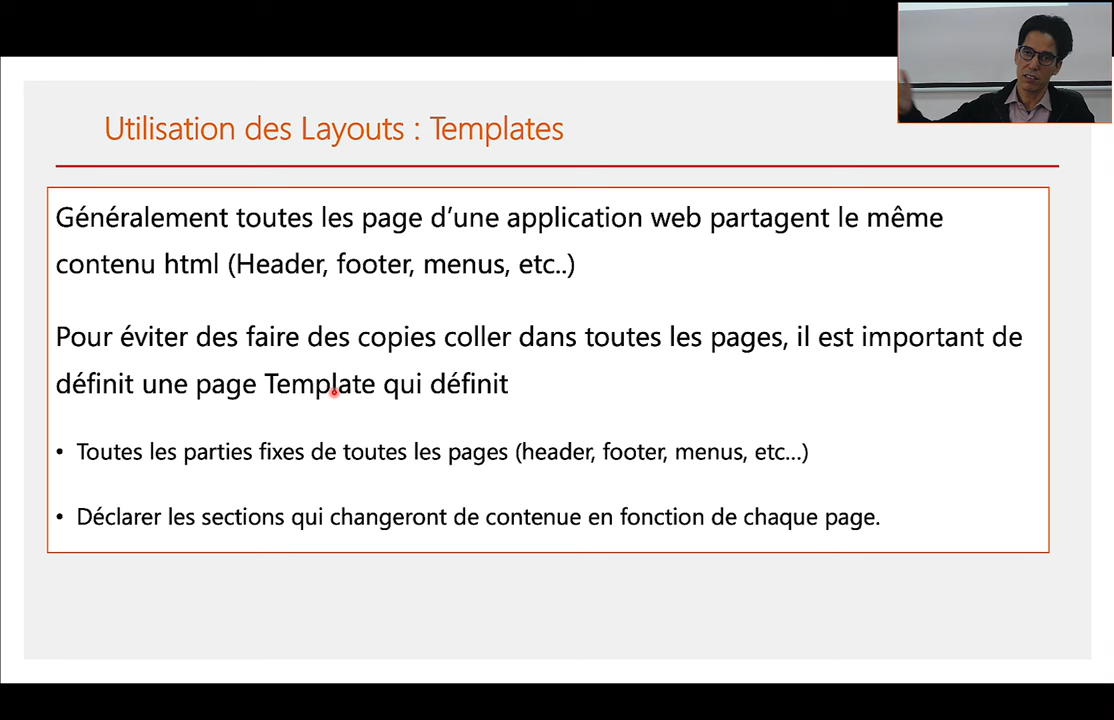 Utilisation des Layouts : Templates
Généralement toutes les page d’une application web partagent le même
contenu html (Header, footer, menus, etc..)
Pour éviter des faire des copies coller dans toutes les pages, il est important de
définit une page Template qui définit
• Toutes les parties fixes de toutes les pages (header, footer, menus, etc...)
• Déclarer les sections qui changeront de contenue en fonction de chaque page.